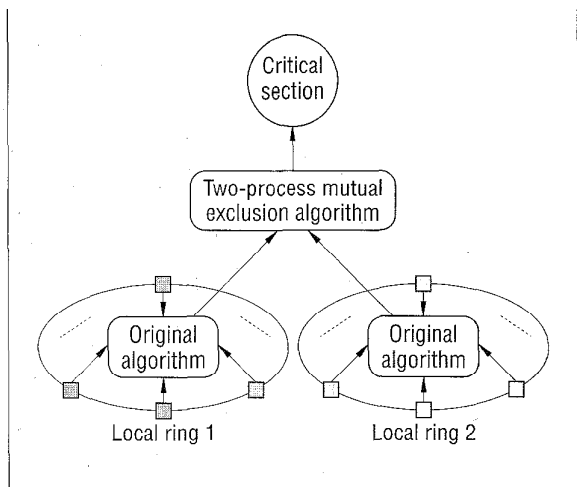 Critical
section
Two-process mutual
exclusion algorithm
Original
algorithm
Original
algorithm
Local ring 1
Local ring 2